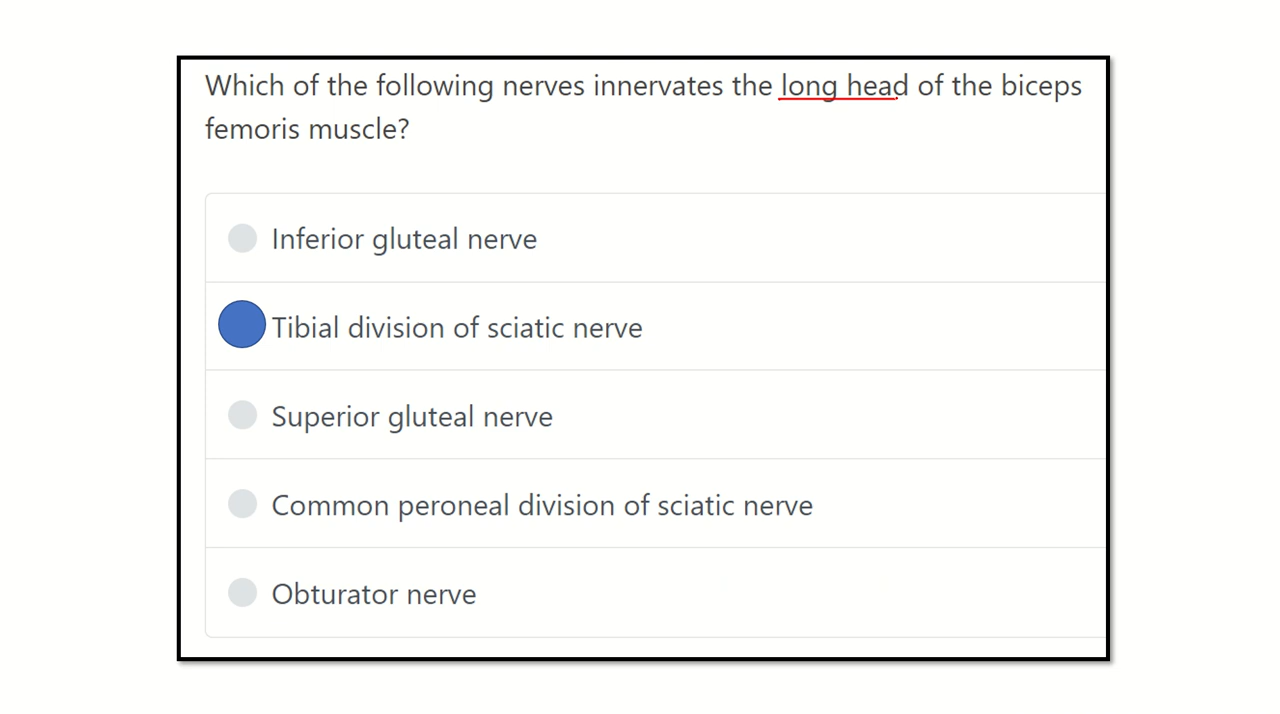 Which of the following nerves innervates the long head of the biceps
femoris muscle?
Inferior gluteal nerve
Tibial division of sciatic nerve
Superior gluteal nerve
Common peroneal division of sciatic nerve
Obturator nerve